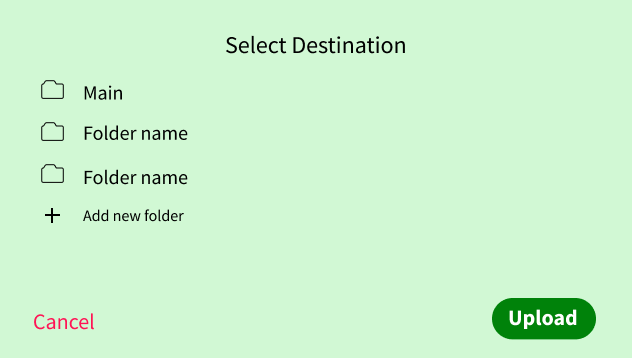 Select Destination
Main
Folder name
Folder name
Add new folder
Cancel
Upload